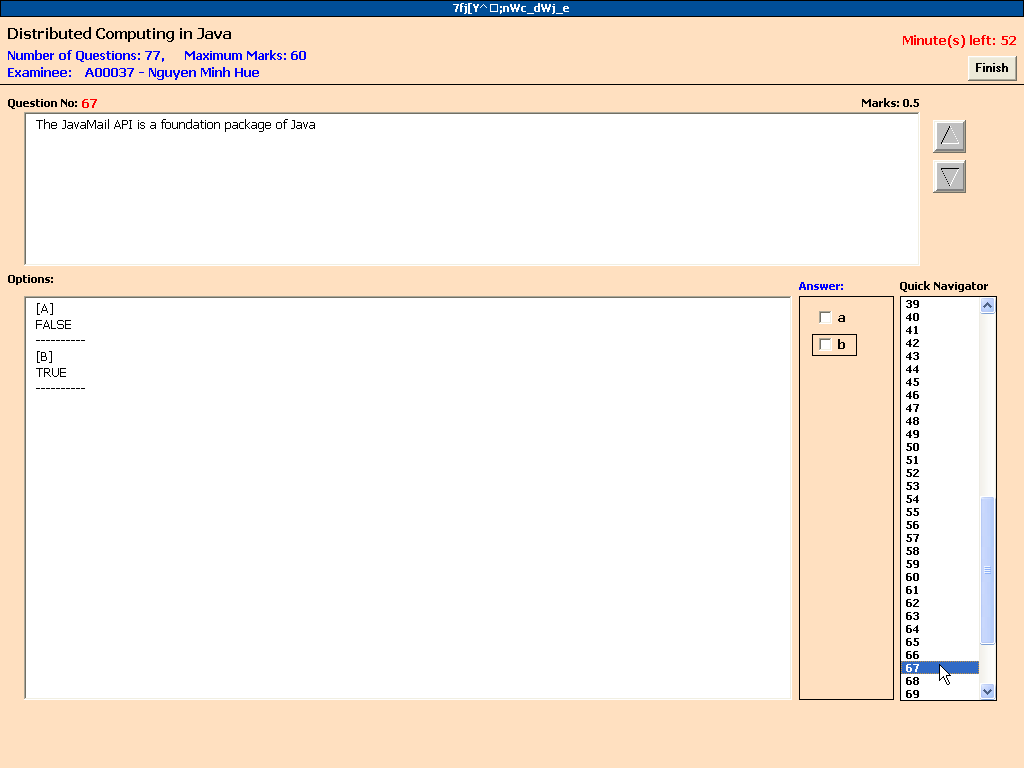 7fj[Y^ □;nWc_dWj_e
Distributed Computing in Java
Number of Questions: 77, Maximum Marks: 60
Minute(s) left: 52
Examinee: A00037 - Nguyen Minh Hue
Finish
Question No: 67
Marks: 0.5
The JavaMail API is a foundation package of Java
Options:
Answer:
Quick Navigator
[A]
FALSE
----------
[B]
TRUE
----------
a
b
39
40
41
42
43
44
45
46
47
48
49
50
51
52
53
54
55
56
57
58
59
60
61
62
63
64
65
66
67
68
69